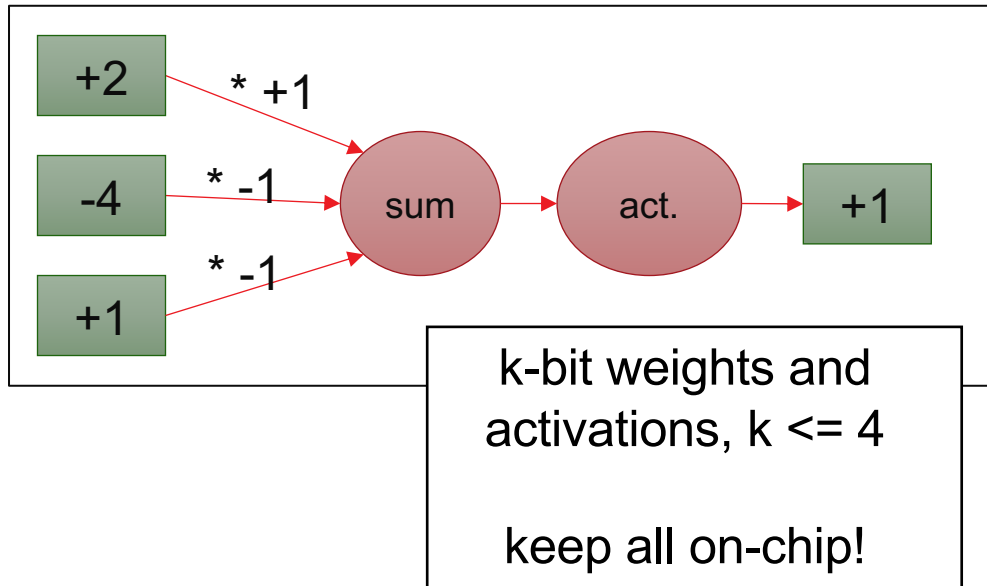 +2
* +1
-4
* -1
+1
* -1
sum
act.
+1
k-bit weights and
activations, k <= 4
keep all on-chip!